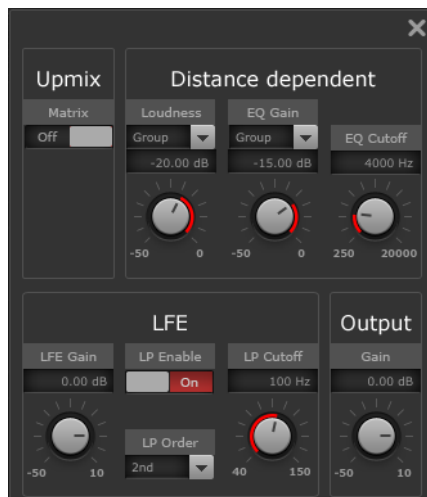 Upmix
Distance dependent
Matrix
Loudness
EQ Gain
Off
Group
Group
EQ Cutoff
-20.00 dB
-15.00 dB
4000 Hz
-50 0
-50 0
250 20000
LFE
Output
LFE Gain
LP Enable
LP Cutoff
Gain
0.00 dB
On
100 Hz
0.00 dB
LP Order
2nd
-50 10
40 150
-50 10